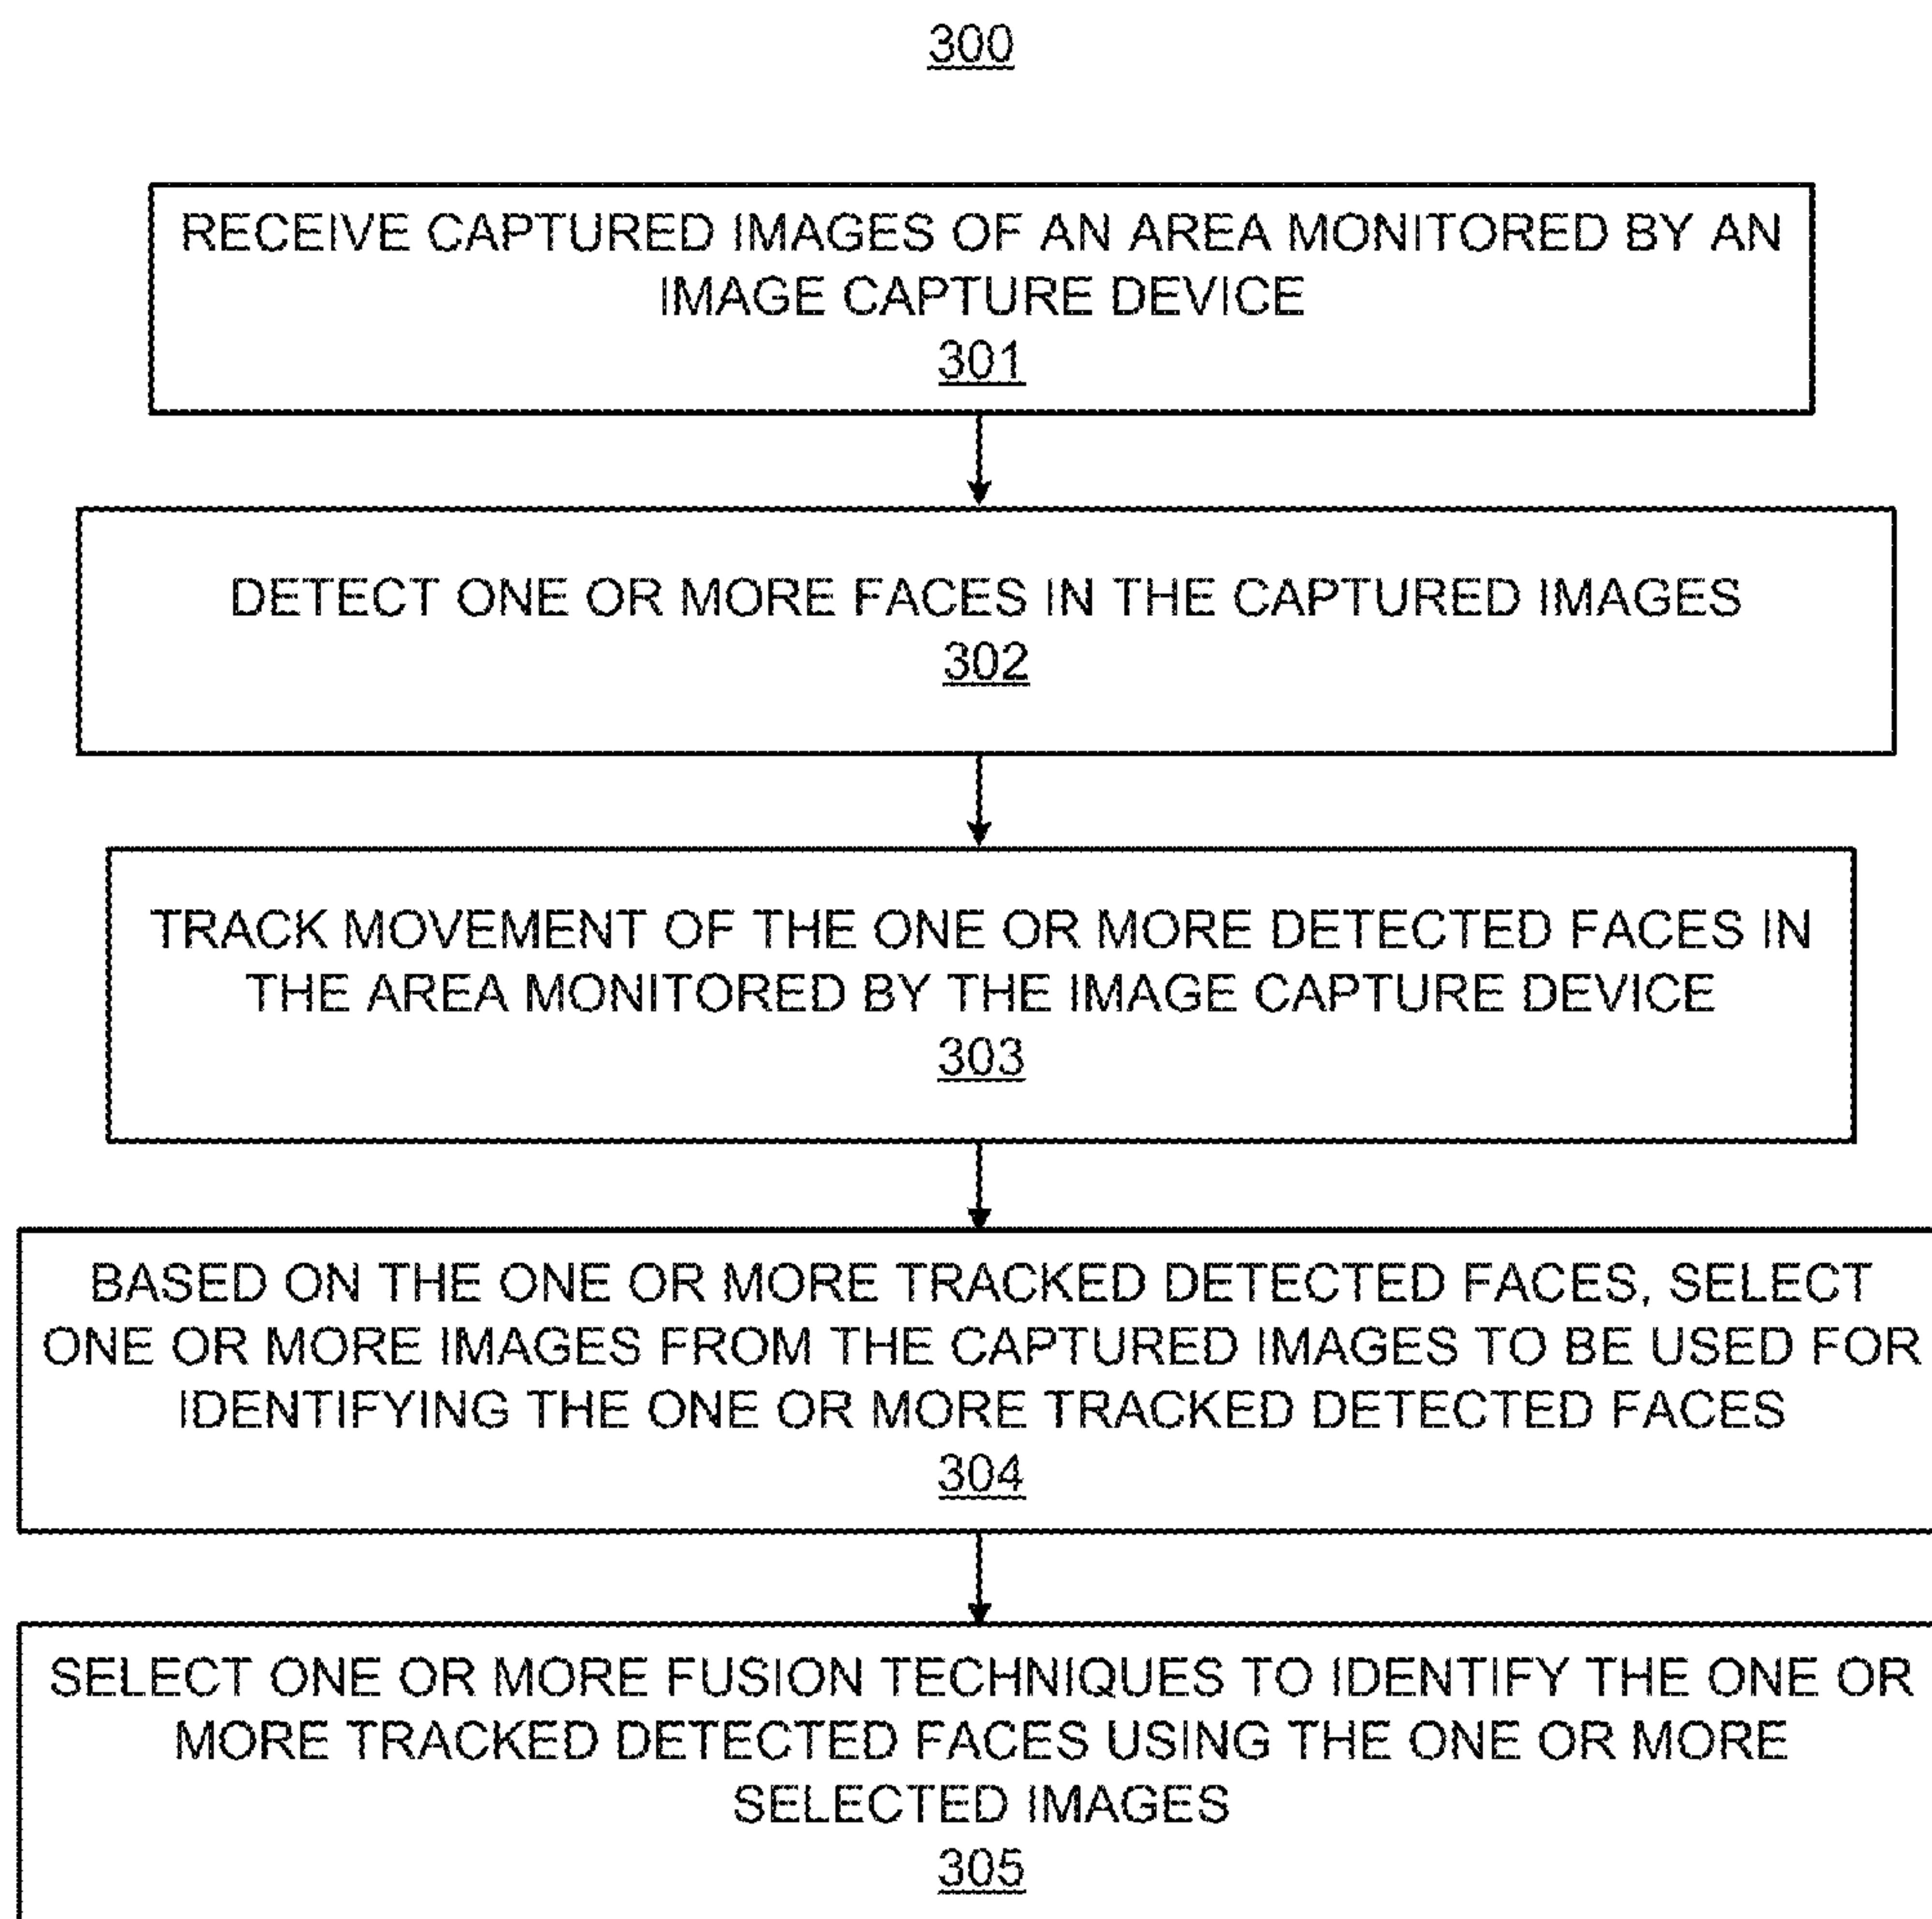 300
RECEIVE CAPTURED IMAGES OF AN AREA MONITORED BY AN
IMAGE CAPTURE DEVICE
301
DETECT ONE OR MORE FACES IN THE CAPTURED IMAGES
302
TRACK MOVEMENT OF THE ONE OR MORE DETECTED FACES IN
THE AREA MONITORED BY THE IMAGE CAPTURE DEVICE
303
BASED ON THE ONE OR MORE TRACKED DETECTED FACES, SELECT
ONE OR MORE IMAGES FROM THE CAPTURED IMAGES TO BE USED FOR
IDENTIFYING THE ONE OR MORE TRACKED DETECTED FACES
304
SELECT ONE OR MORE FUSION TECHNIQUES TO IDENTIFY THE ONE OR
MORE TRACKED DETECTED FACES USING THE ONE OR MORE
SELECTED IMAGES
305